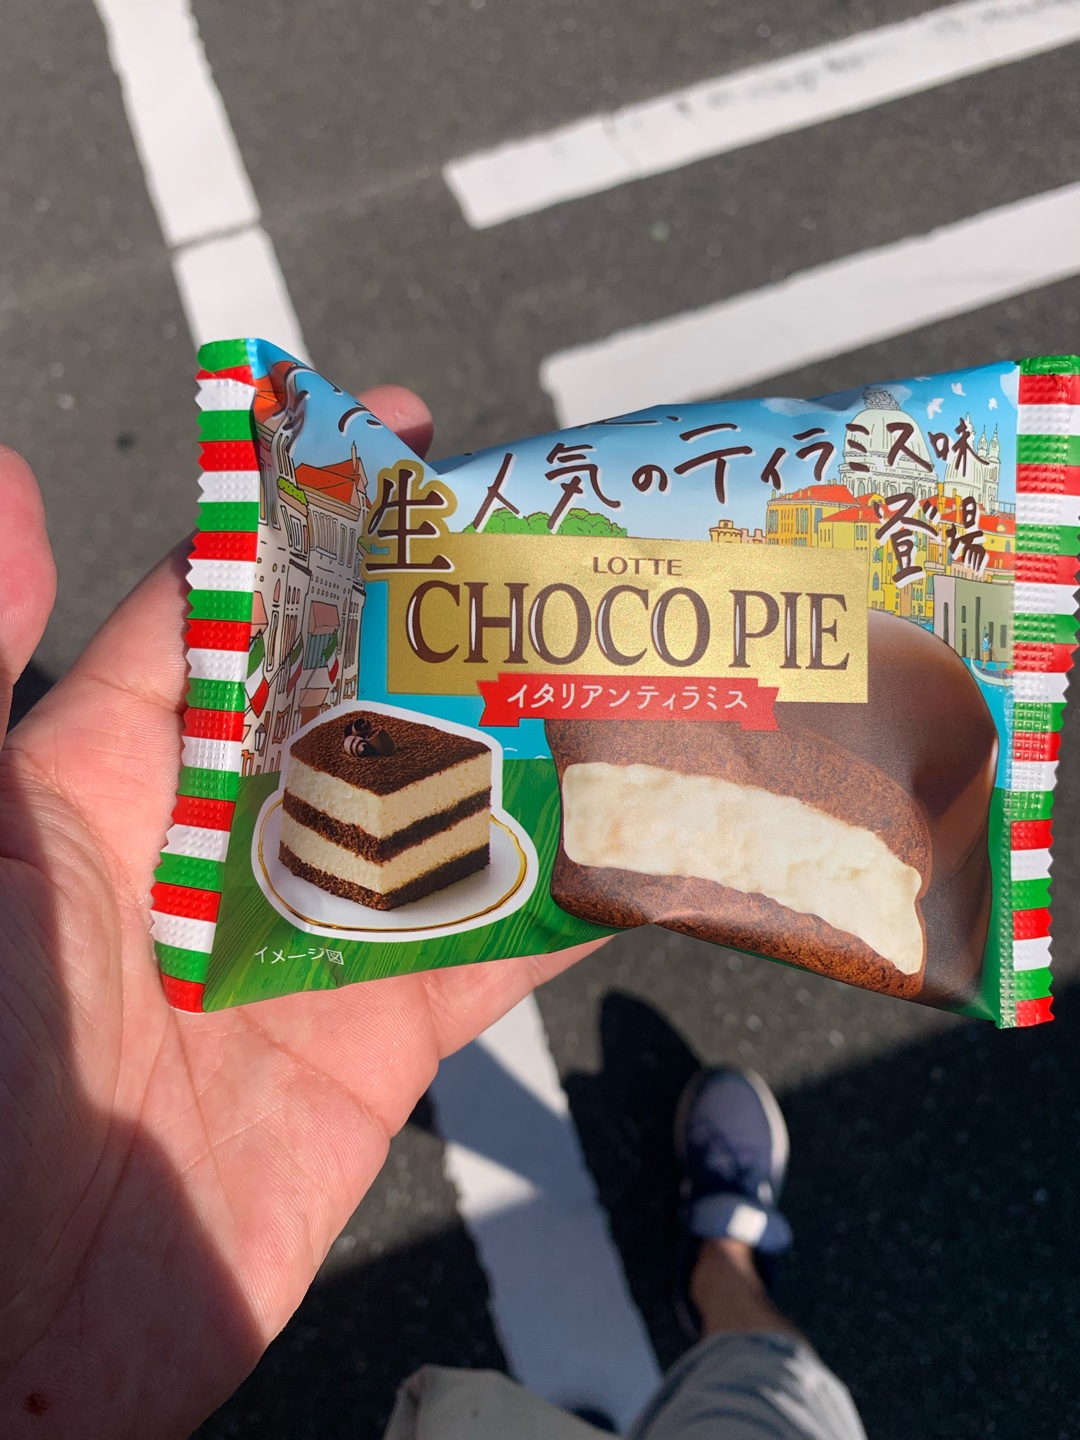 人気のティラミス味
登場
生
LOTTE
CHOCO PIE
イタリアンティラミス
イメージ図